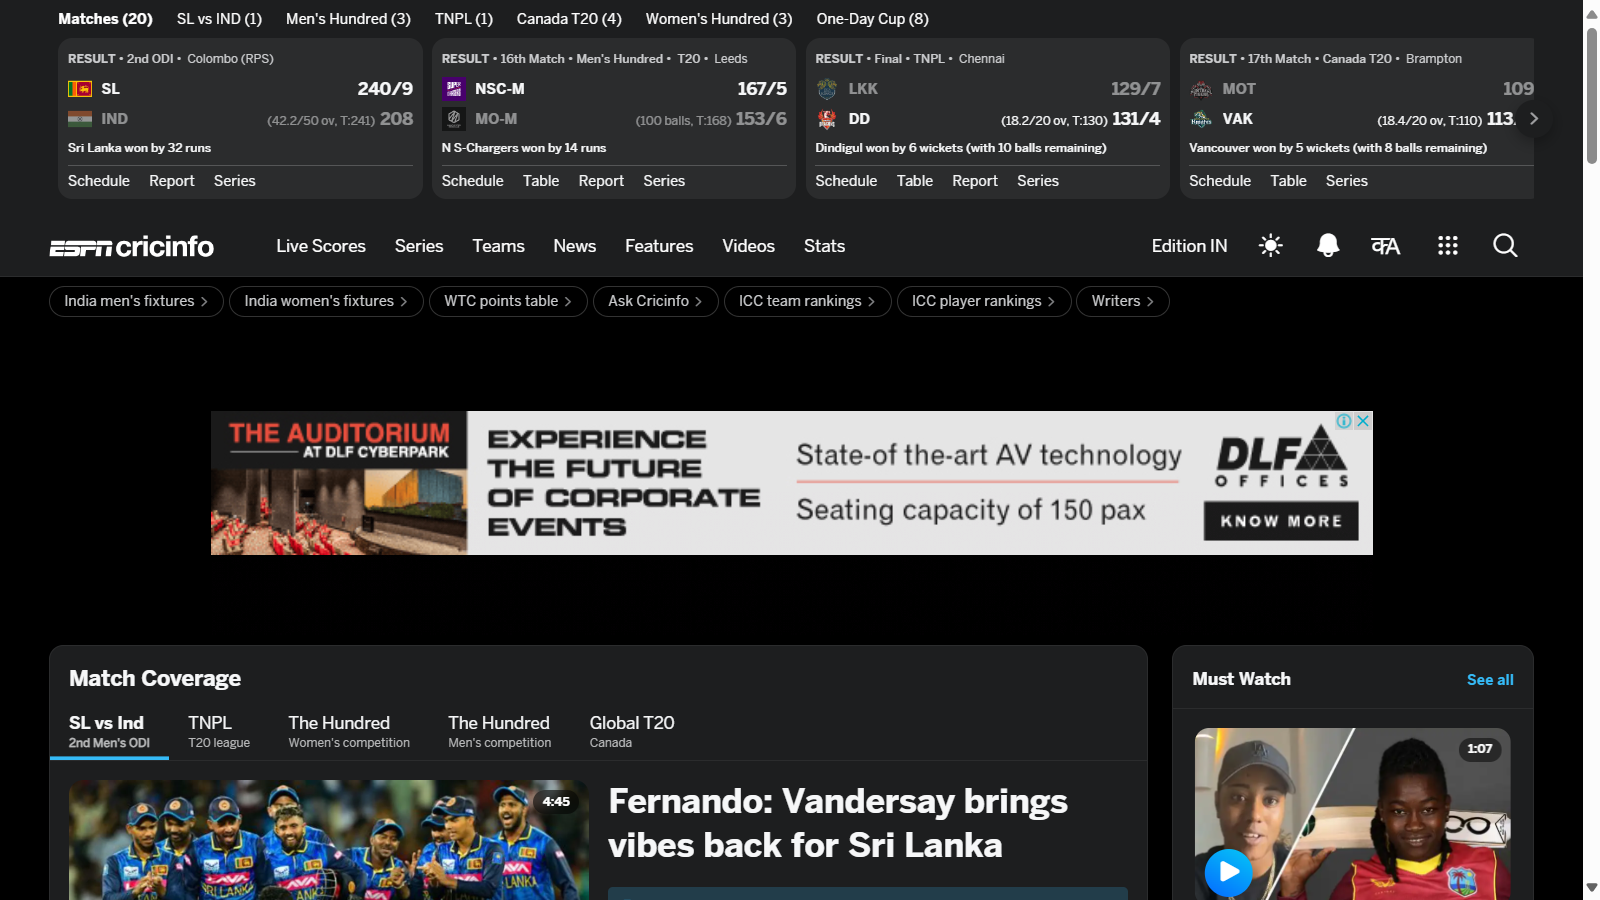 Matches (20) SL vs IND (1) Men's Hundred (3) TNPL (1) Canada T20 (4) Women's Hundred (3) One-Day Cup (8)
RESULT • 2nd ODI • Colombo (RPS)
SL 240/9
IND (42.2/50 ov, T:241) 208
Sri Lanka won by 32 runs
Schedule Report Series
RESULT • 16th Match • Men's Hundred • T20 • Leeds
NSC-M 167/5
MO-M (100 balls, T:168) 153/6
N S-Chargers won by 14 runs
Schedule Table Report Series
RESULT • Final • TNPL • Chennai
LKK 129/7
DD (18.2/20 ov, T:130) 131/4
Dindigul won by 6 wickets (with 10 balls remaining)
Schedule Table Report Series
RESULT • 17th Match • Canada T20 • Brampton
MOT 109
VAK (18.4/20 ov, T:110) 113
Vancouver won by 5 wickets (with 8 balls remaining)
Schedule Table Series
ESPN cricinfo Live Scores Series Teams News Features Videos Stats Edition IN
India men's fixtures India women's fixtures WTC points table Ask Cricinfo ICC team rankings ICC player rankings Writers
THE AUDITORIUM
AT DLF CYBERPARK
EXPERIENCE
THE FUTURE
OF CORPORATE
EVENTS
State-of the-art AV technology
Seating capacity of 150 pax
DLF
OFFICES
KNOW MORE
Match Coverage
SL vs Ind
2nd Men's ODI
TNPL
T20 league
The Hundred
Women's competition
The Hundred
Men's competition
Global T20
Canada
4:45
Fernando: Vandersay brings
vibes back for Sri Lanka
Must Watch See all
1:07